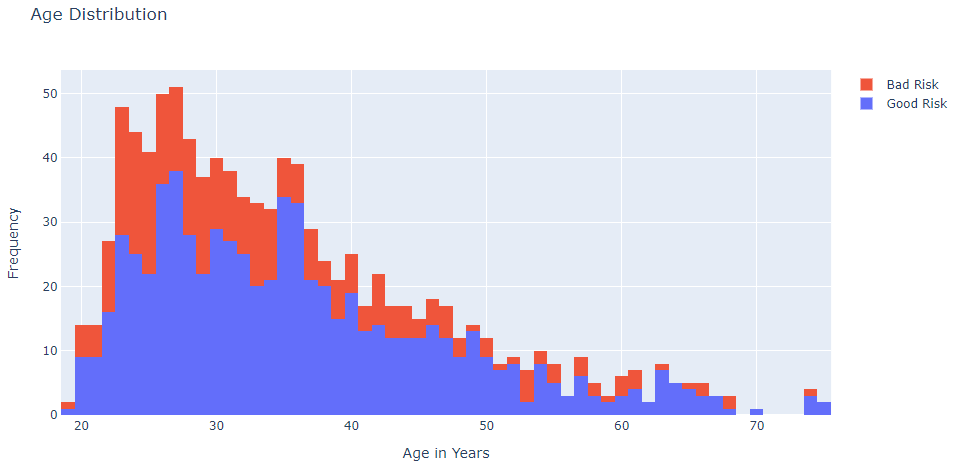 Age Distribution
Bad Risk
Good Risk
50
40
30
20
10
0
Frequency
20 30 40 50 60 70
Age in Years